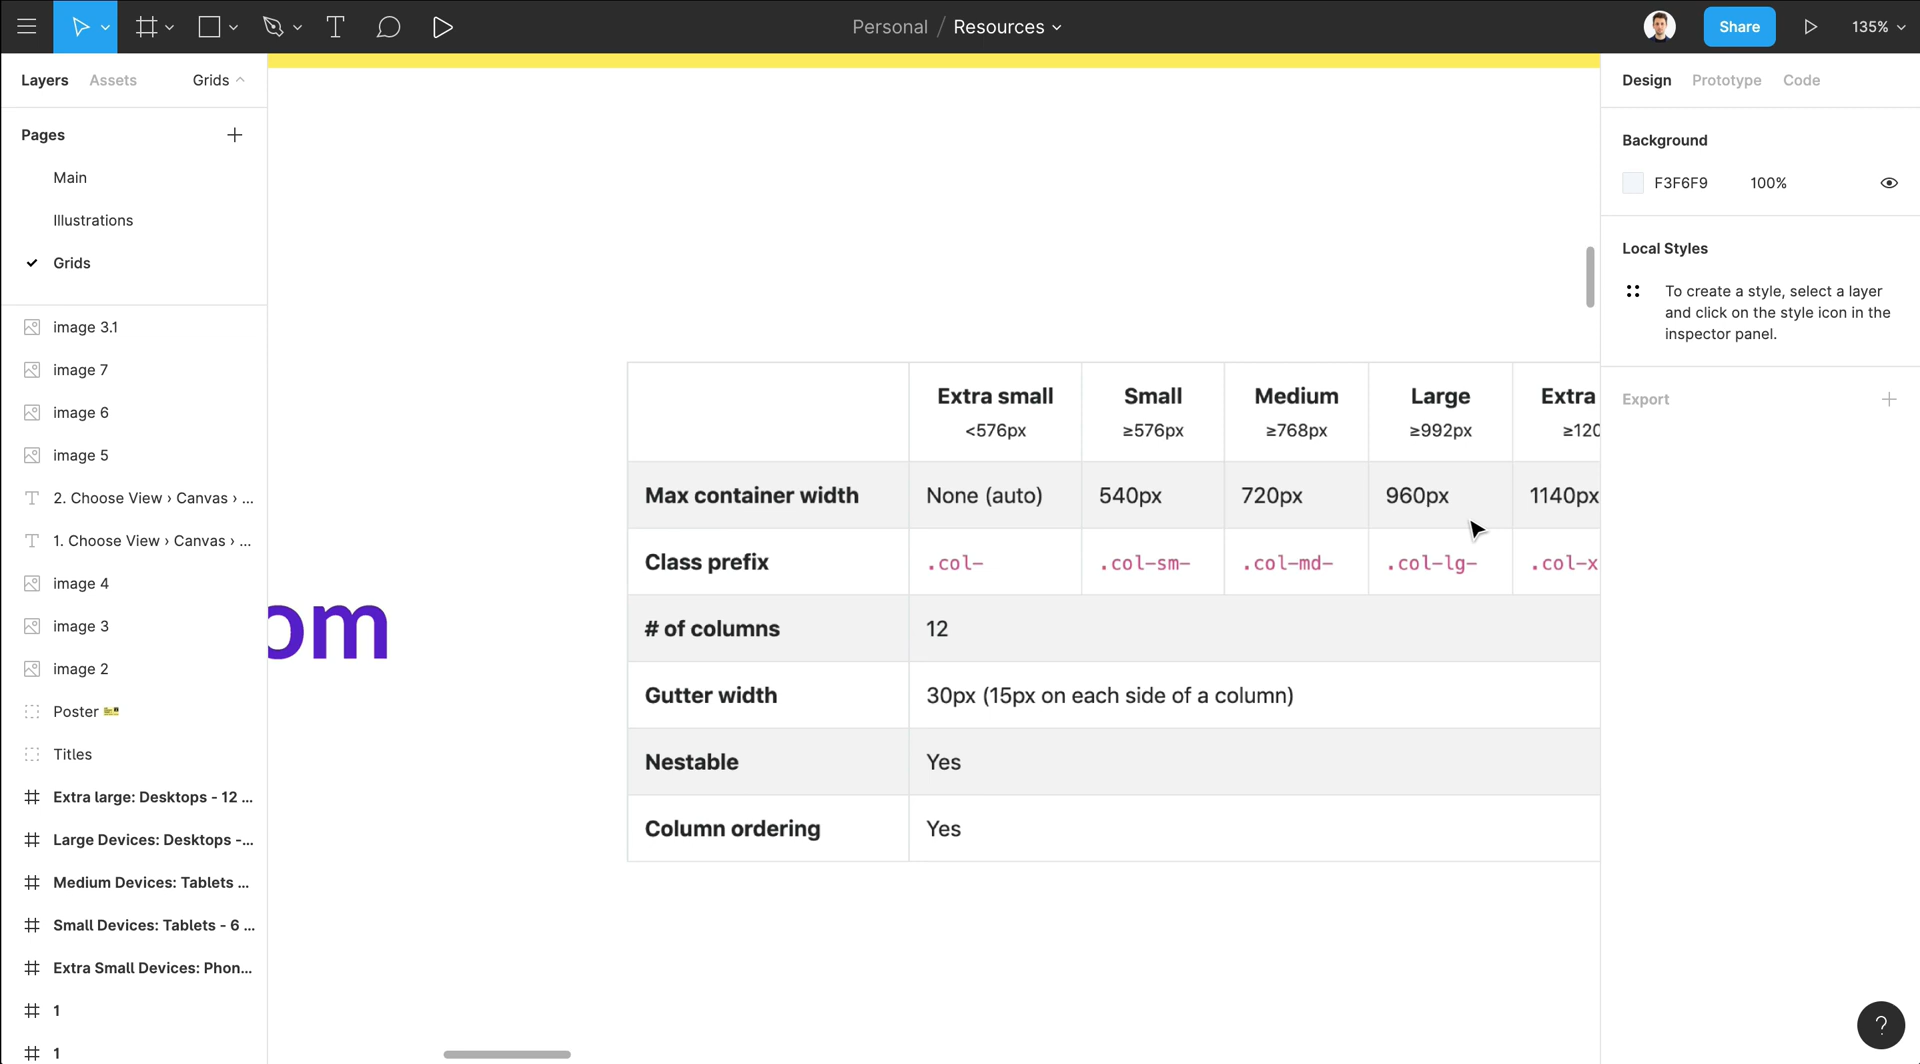 Personal / Resources
Share
135%
Layers
Assets
Grids
Pages
Main
Illustrations
Grids
image 3.1
image 7
image 6
image 5
2. Choose View › Canvas › ...
1. Choose View › Canvas › ...
image 4
image 3
image 2
Poster
Titles
Extra large: Desktops - 12 ...
Large Devices: Desktops -...
Medium Devices: Tablets ...
Small Devices: Tablets - 6 ...
Extra Small Devices: Phon...
1
1
om
Extra small Small Medium Large Extra
<576px ≥576px ≥768px ≥992px ≥120
Max container width None (auto) 540px 720px 960px 1140px
Class prefix .col- .col-sm- .col-md- .col-lg- .col-x
# of columns 12
Gutter width 30px (15px on each side of a column)
Nestable Yes
Column ordering Yes
Design
Prototype
Code
Background
F3F6F9 100%
Local Styles
To create a style, select a layer
and click on the style icon in the
inspector panel.
Export
?